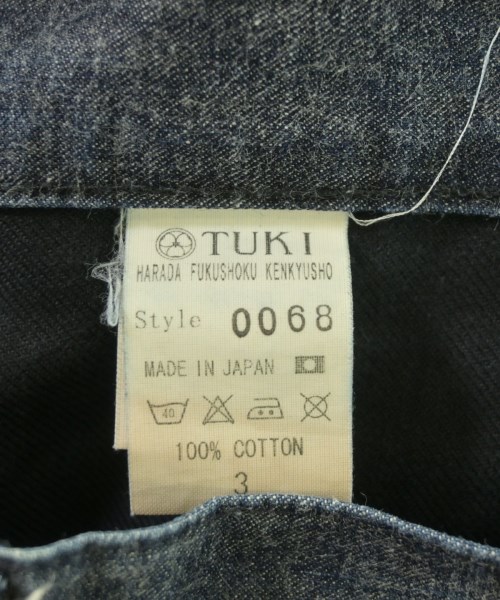 TUKI
HARADA FUKUSHOKU KENKYUSHO
Style 0068
MADE IN JAPAN
40
100% COTTON
3